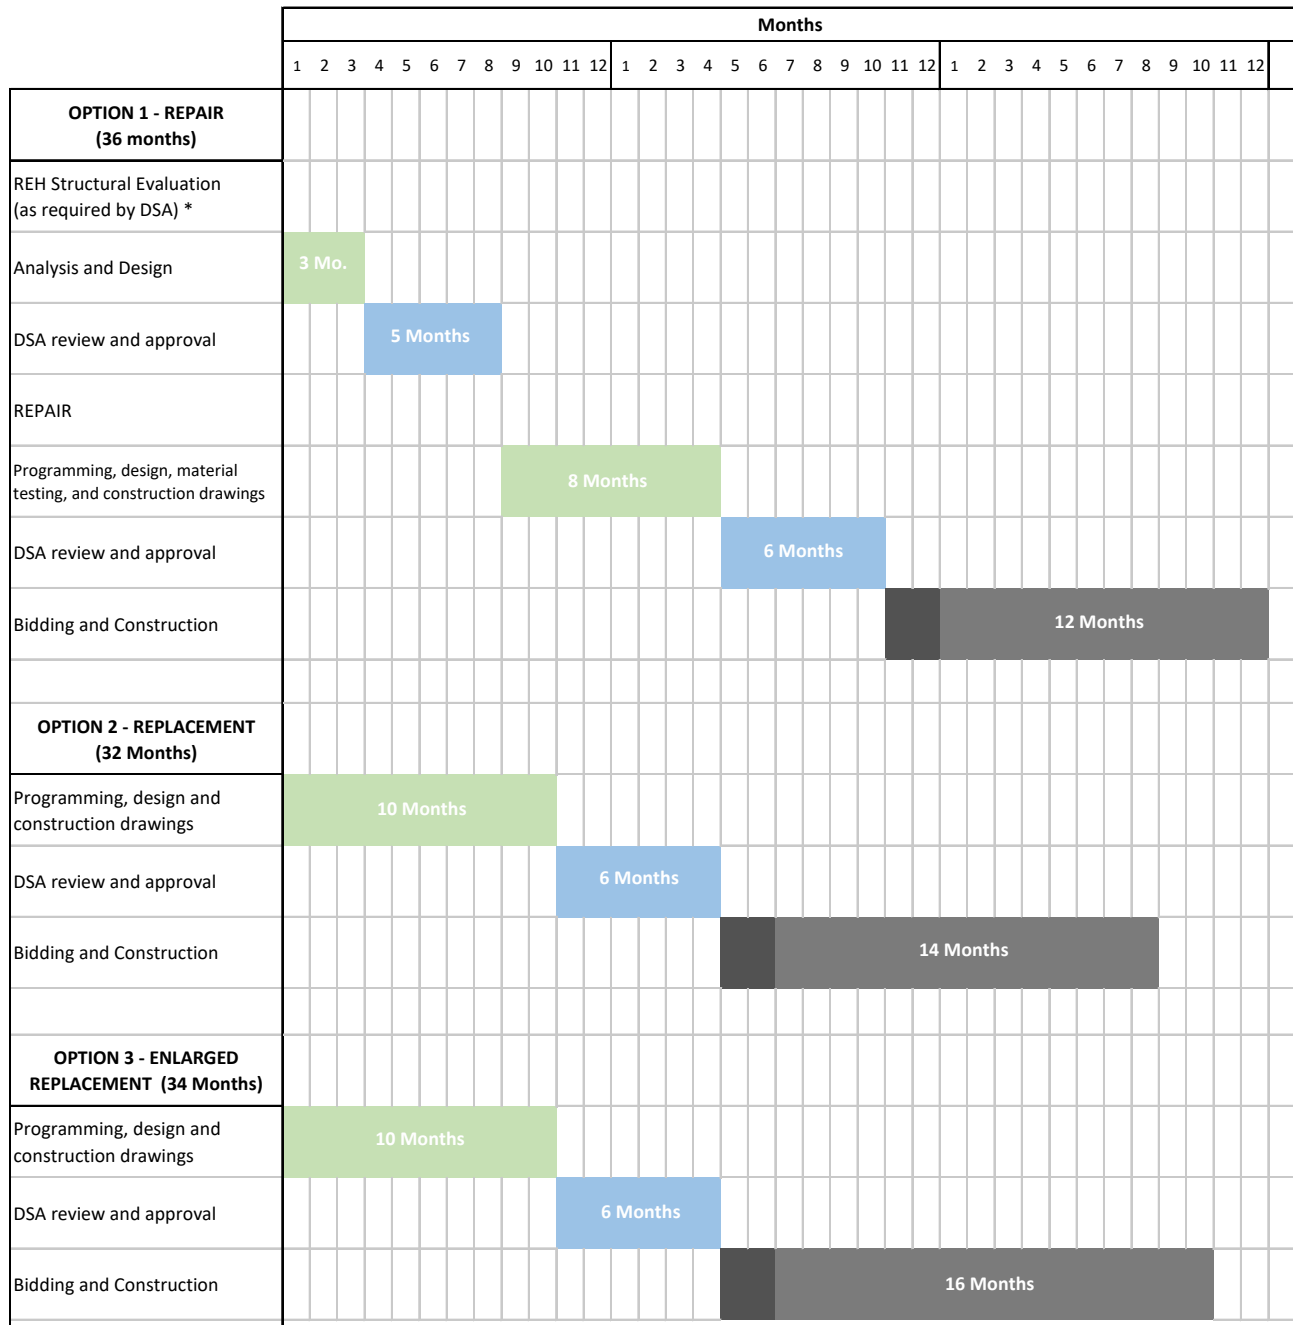 Months
1 2 3 4 5 6 7 8 9 10 11 12 1 2 3 4 5 6 7 8 9 10 11 12 1 2 3 4 5 6 7 8 9 10 11 12
OPTION 1 - REPAIR
(36 months)
REH Structural Evaluation
(as required by DSA) *
Analysis and Design
3 Mo.
DSA review and approval
5 Months
REPAIR
Programming, design, material
testing, and construction drawings
8 Months
DSA review and approval
6 Months
Bidding and Construction
12 Months
OPTION 2 - REPLACEMENT
(32 Months)
Programming, design and
construction drawings
10 Months
DSA review and approval
6 Months
Bidding and Construction
14 Months
OPTION 3 - ENLARGED
REPLACEMENT (34 Months)
Programming, design and
construction drawings
10 Months
DSA review and approval
6 Months
Bidding and Construction
16 Months